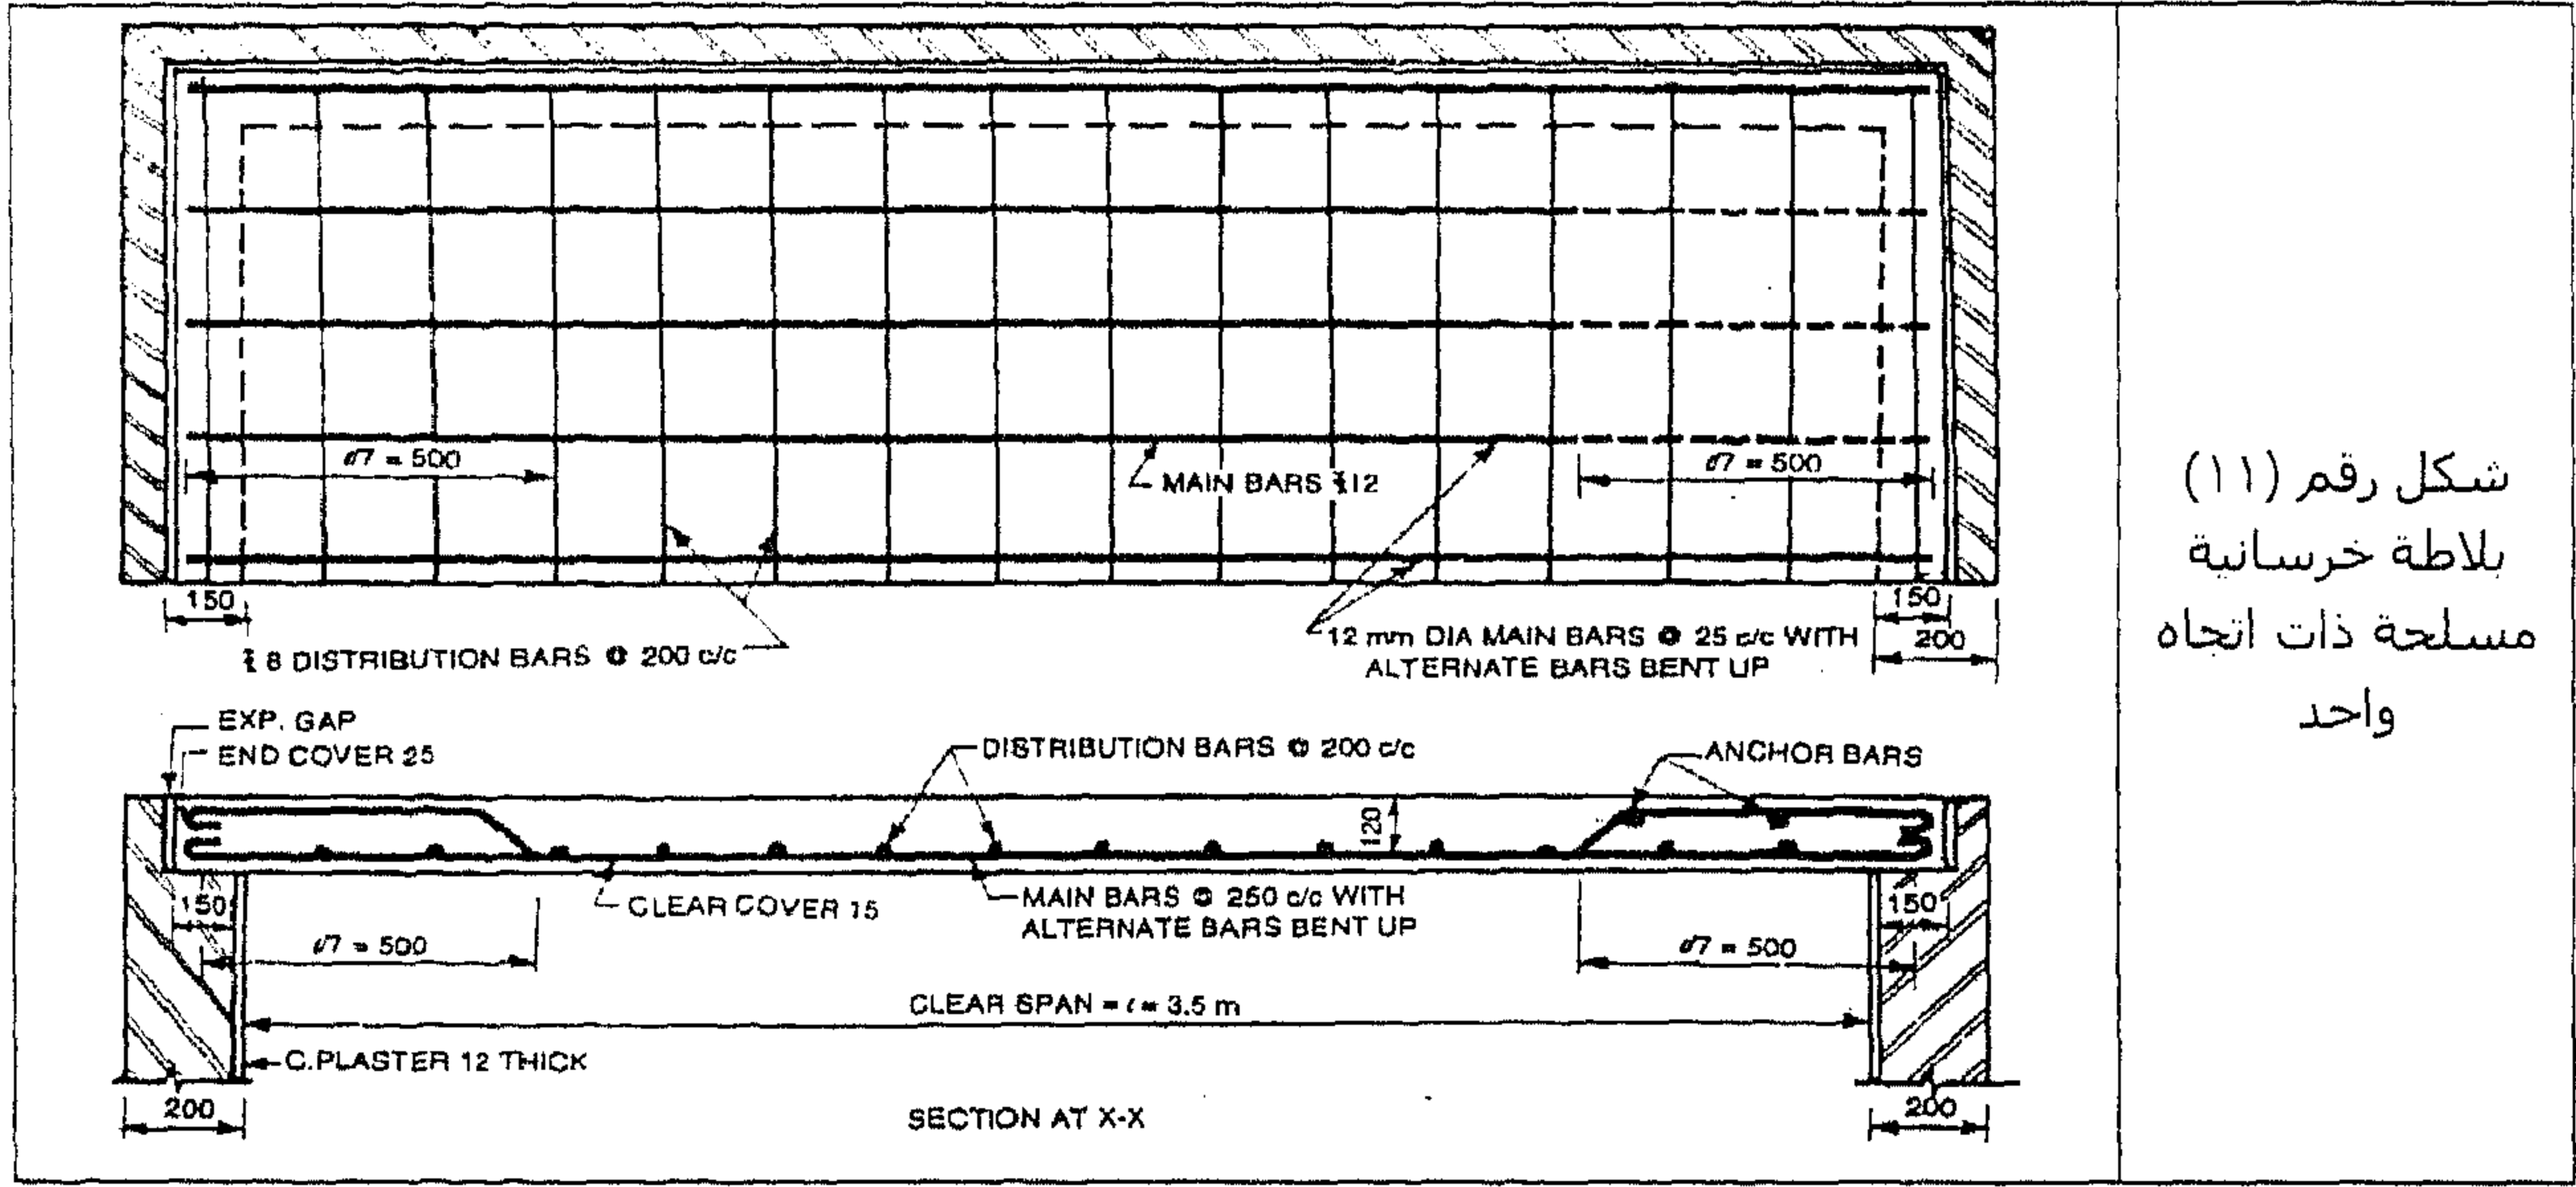 7 = 500
7 = 500
MAIN BARS 12
150
150
200
8 DISTRIBUTION BARS @ 200 c/c
12 mm DIA MAIN BARS @ 25 c/c WITH
ALTERNATE BARS BENT UP
EXP. GAP
END COVER 25
DISTRIBUTION BARS @ 200 c/c
ANCHOR BARS
120
150
CLEAR COVER 15
MAIN BARS @ 250 c/c WITH
ALTERNATE BARS BENT UP
150
7 = 500
7 = 500
CLEAR SPAN = l = 3.5 m
C.PLASTER 12 THICK
200
200
SECTION AT X-X
شكل رقم (١١)
بلاطة خرسانية
مسلحة ذات اتجاه
واحد